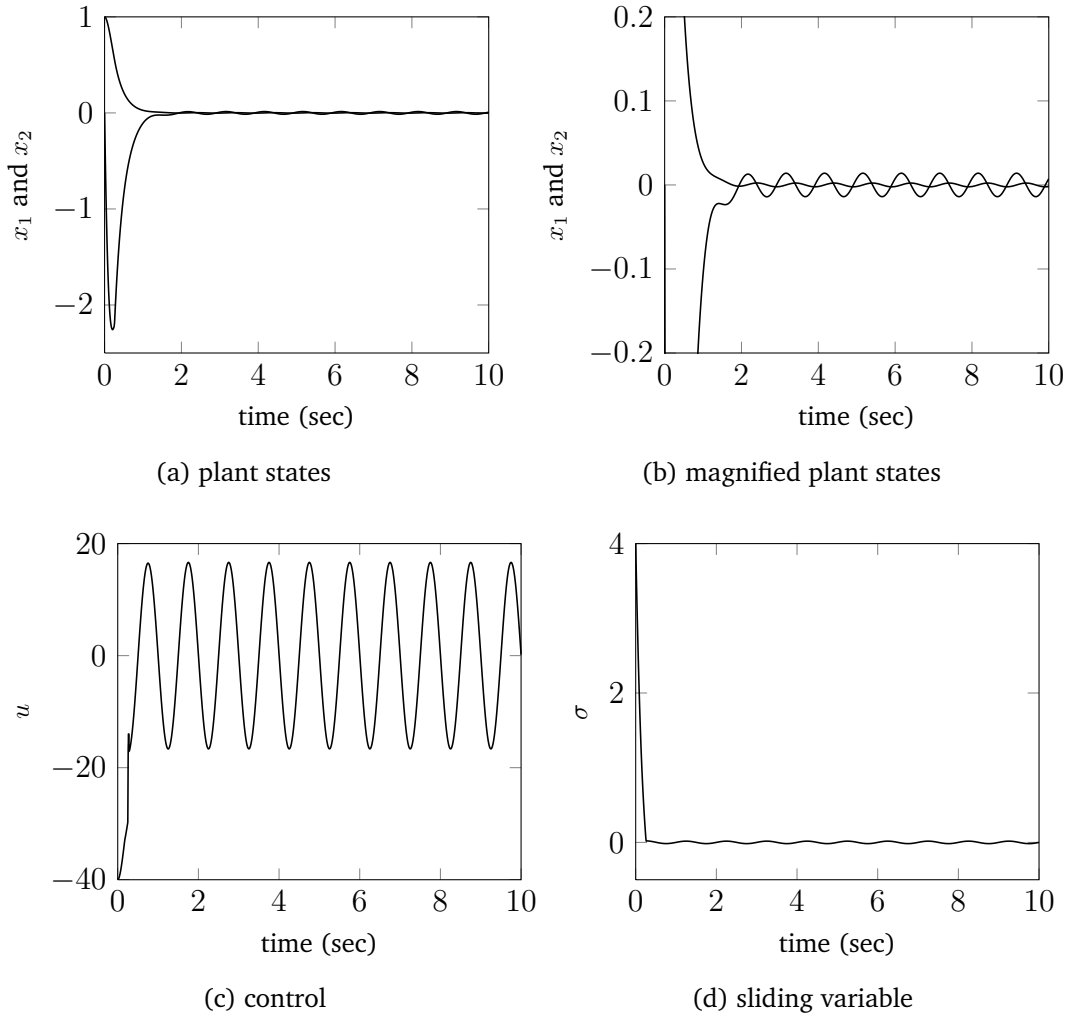 1
0
−1
−2
x₁ and x₂
0 2 4 6 8 10
time (sec)
(a) plant states
0.2
0.1
0
−0.1
−0.2
x₁ and x₂
0 2 4 6 8 10
time (sec)
(b) magnified plant states
20
0
−20
−40
u
0 2 4 6 8 10
time (sec)
(c) control
4
2
0
σ
0 2 4 6 8 10
time (sec)
(d) sliding variable